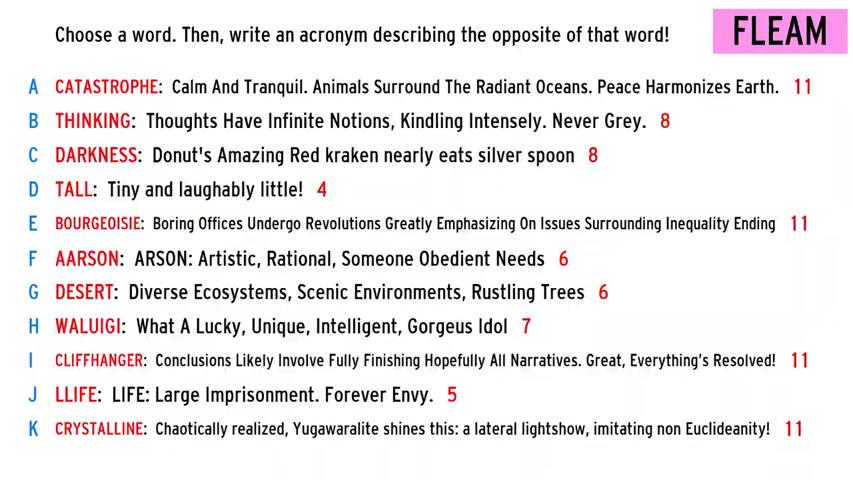 Choose a word. Then, write an acronym describing the opposite of that word!
FLEAM
A CATASTROPHE: Calm And Tranquil. Animals Surround The Radiant Oceans. Peace Harmonizes Earth. 11
B THINKING: Thoughts Have Infinite Notions, Kindling Intensely. Never Grey. 8
C DARKNESS: Donut's Amazing Red kraken nearly eats silver spoon 8
D TALL: Tiny and laughably little! 4
E BOURGEOISIE: Boring Offices Undergo Revolutions Greatly Emphasizing On Issues Surrounding Inequality Ending 11
F AARSON: ARSON: Artistic, Rational, Someone Obedient Needs 6
G DESERT: Diverse Ecosystems, Scenic Environments, Rustling Trees 6
H WALUIGI: What A Lucky, Unique, Intelligent, Gorgeus Idol 7
I CLIFFHANGER: Conclusions Likely Involve Fully Finishing Hopefully All Narratives. Great, Everything's Resolved! 11
J LLIFE: LIFE: Large Imprisonment. Forever Envy. 5
K CRYSTALLINE: Chaotically realized, Yugawaralite shines this: a lateral lightshow, imitating non Euclideanity! 11